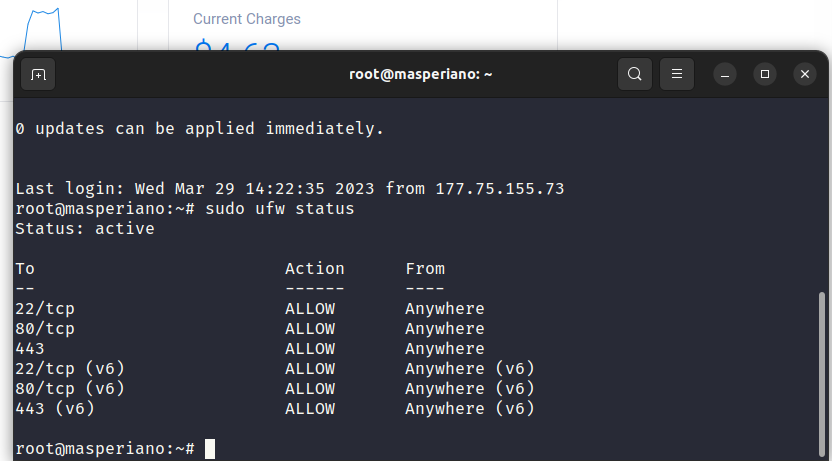 Current Charges
root@masperiano: ~
0 updates can be applied immediately.
Last login: Wed Mar 29 14:22:35 2023 from 177.75.155.73
root@masperiano:~# sudo ufw status
Status: active
To Action From
-- ------ ----
22/tcp ALLOW Anywhere
80/tcp ALLOW Anywhere
443 ALLOW Anywhere
22/tcp (v6) ALLOW Anywhere (v6)
80/tcp (v6) ALLOW Anywhere (v6)
443 (v6) ALLOW Anywhere (v6)
root@masperiano:~#